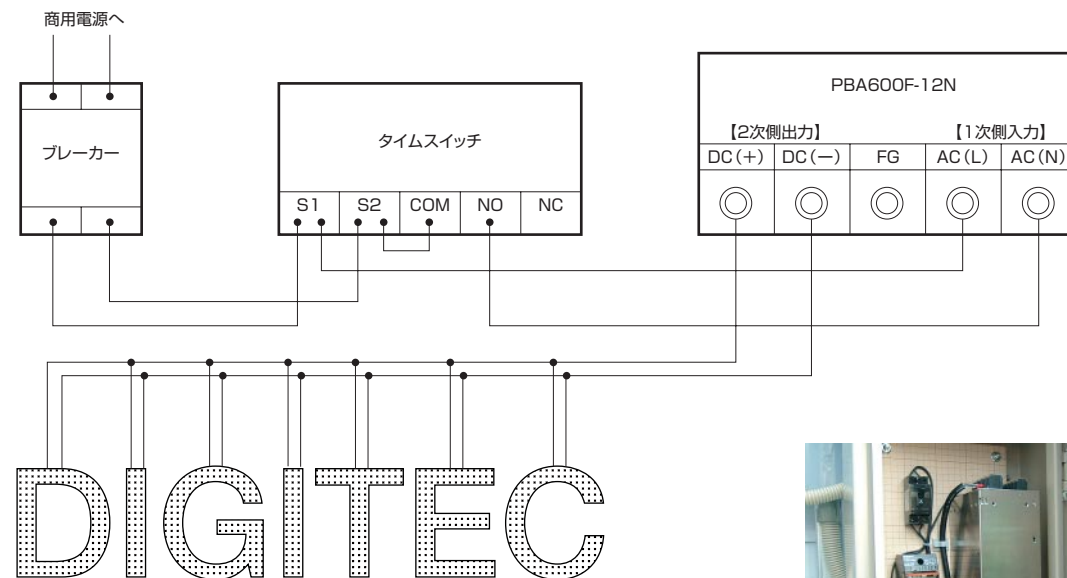 商用電源へ
ブレーカー
タイムスイッチ
S1 S2 COM NO NC
PBA600F-12N
【2次側出力】 【1次側入力】
DC(+) DC(—) FG AC(L) AC(N)
DIGITEC